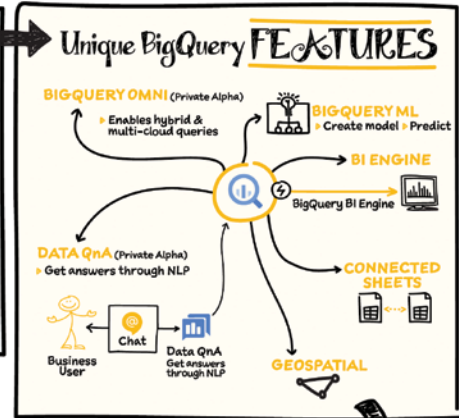 Unique BigQuery FEATURES
BIGQUERY OMNI (Private Alpha)
Enables hybrid &
multi-cloud queries
BIGQUERY ML
Create model Predict
BI ENGINE
BigQuery BI Engine
DATA QnA (Private Alpha)
Get answers through NLP
CONNECTED
SHEETS
Chat
Business
User
Data QnA
Get answers
through NLP
GEOSPATIAL